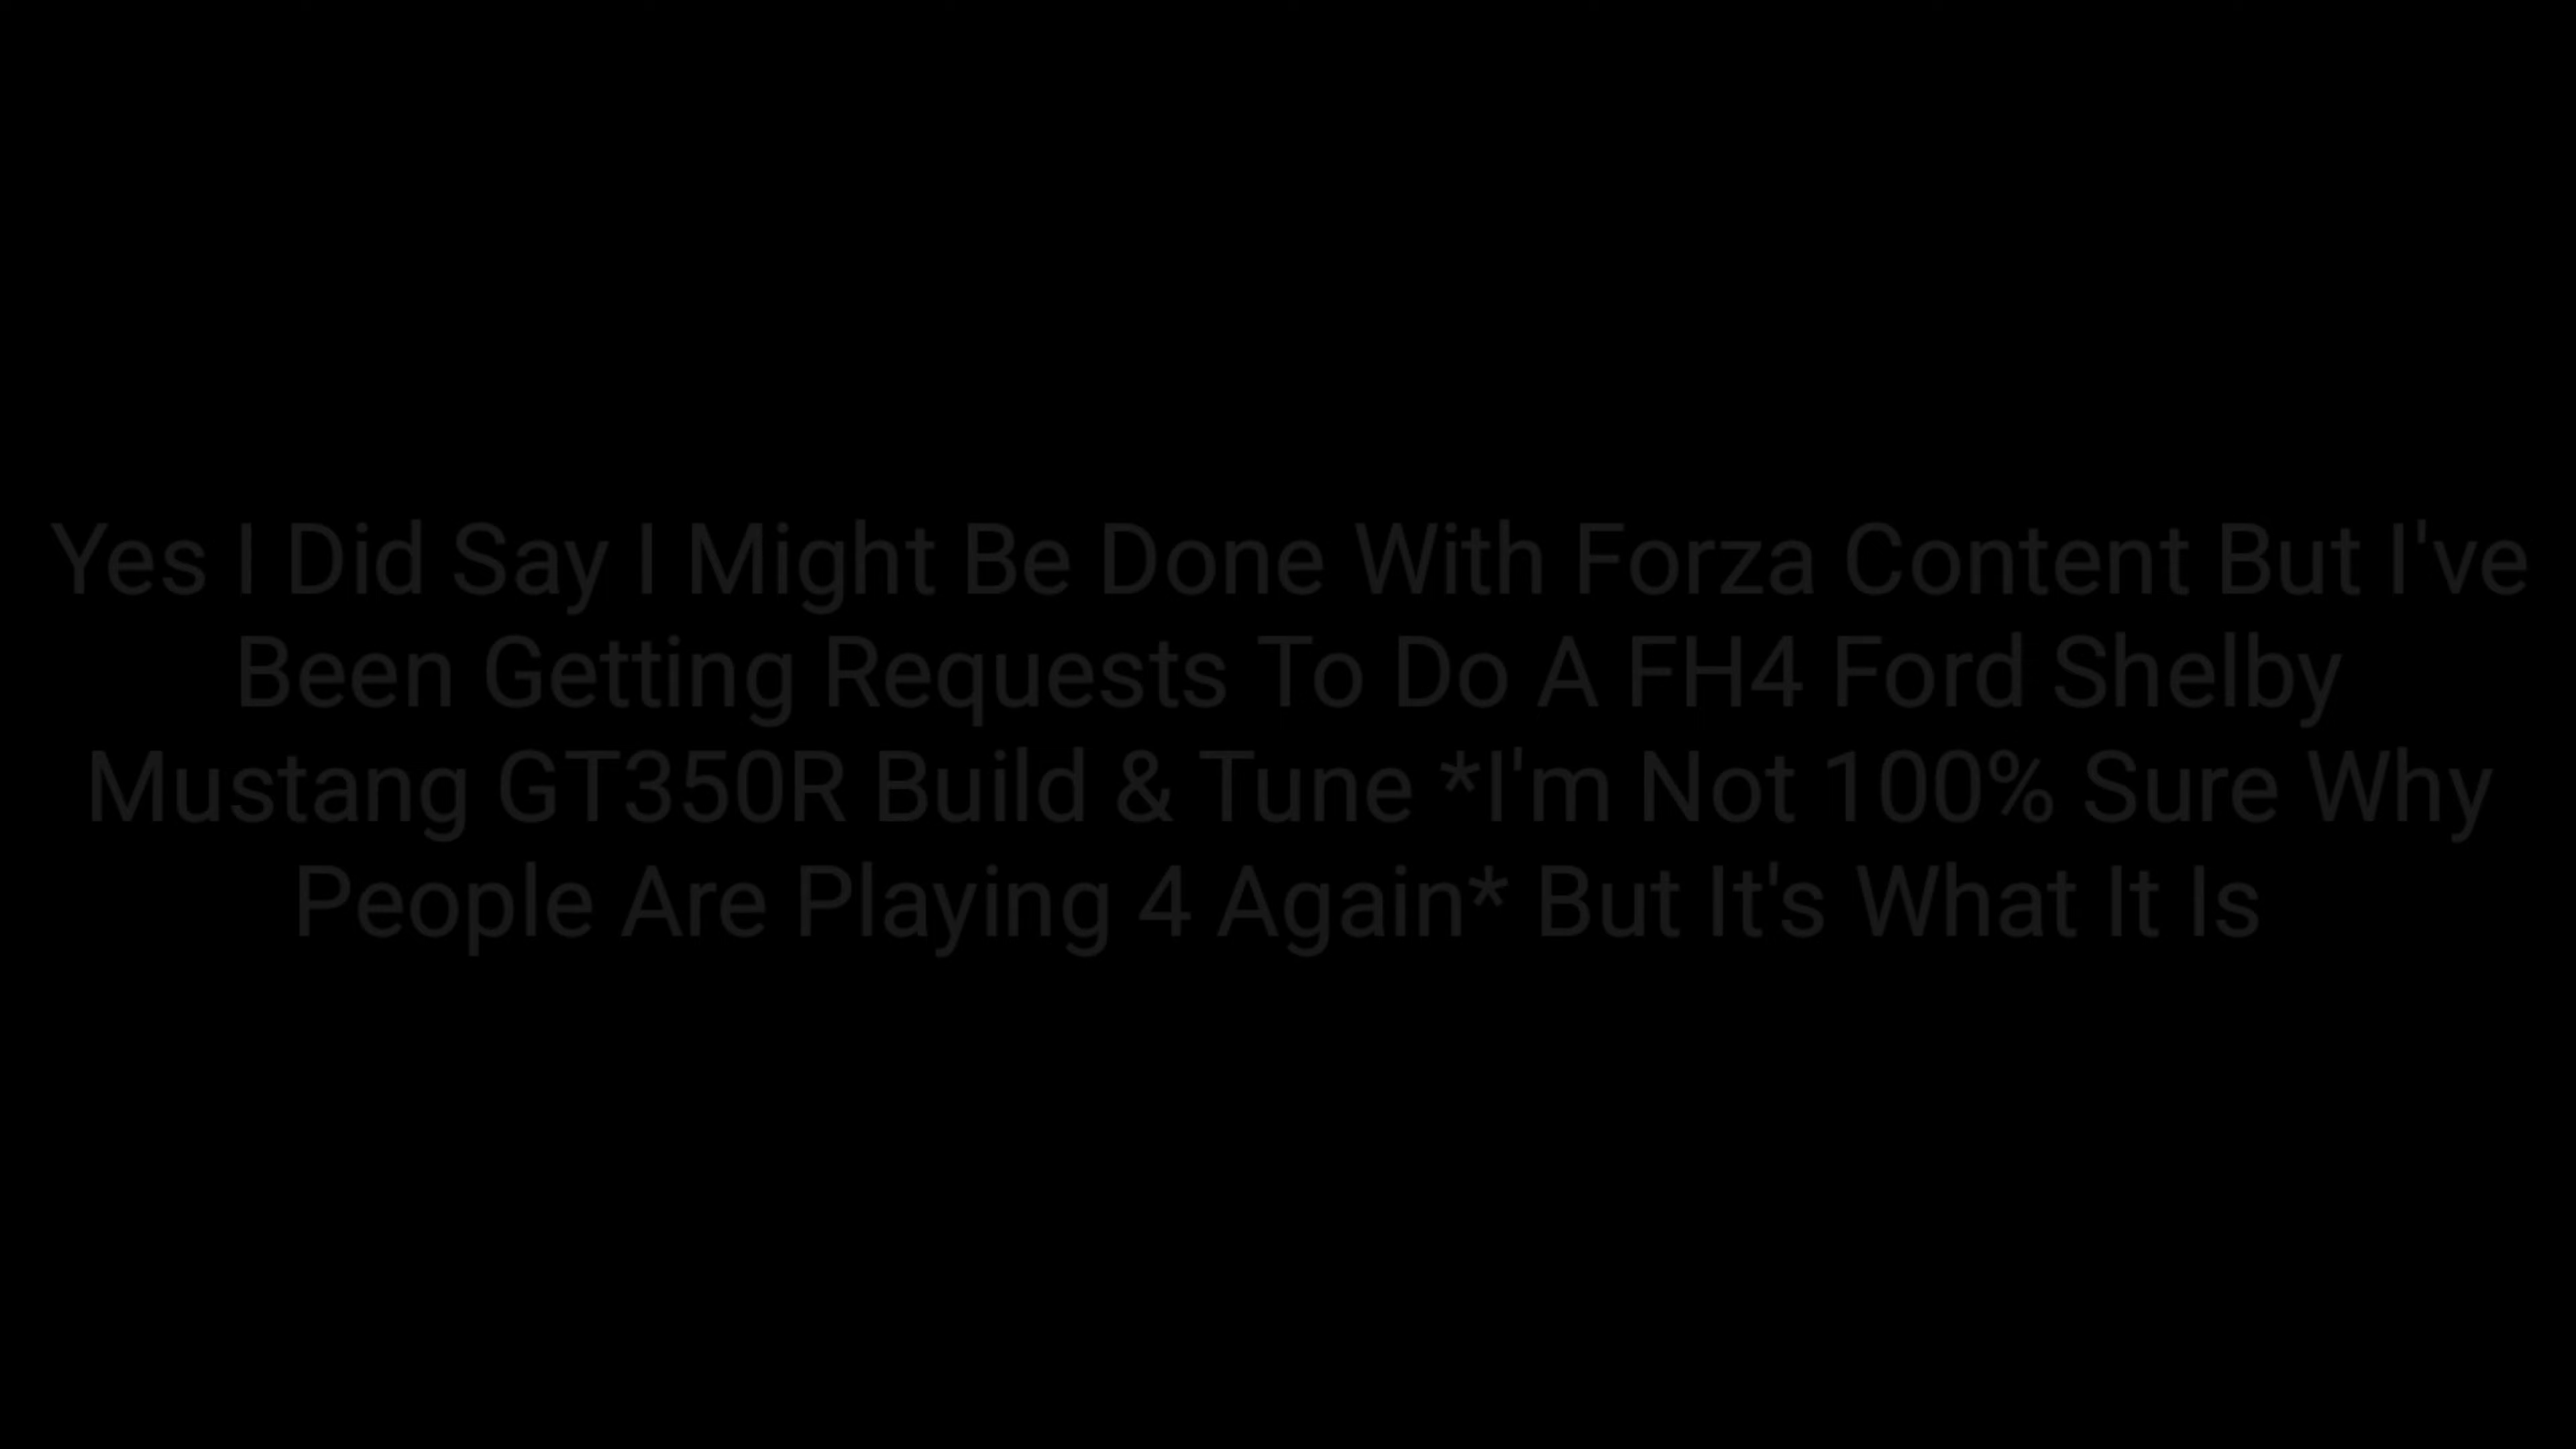 Yes I Did Say I Might Be Done With Forza Content But I've
Been Getting Requests To Do A FH4 Ford Shelby
Mustang GT350R Build & Tune *I'm Not 100% Sure Why
People Are Playing 4 Again* But It's What It Is